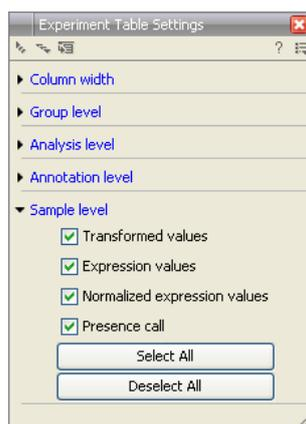 Experiment Table Settings
?
Column width
Group level
Analysis level
Annotation level
Sample level
Transformed values
Expression values
Normalized expression values
Presence call
Select All
Deselect All